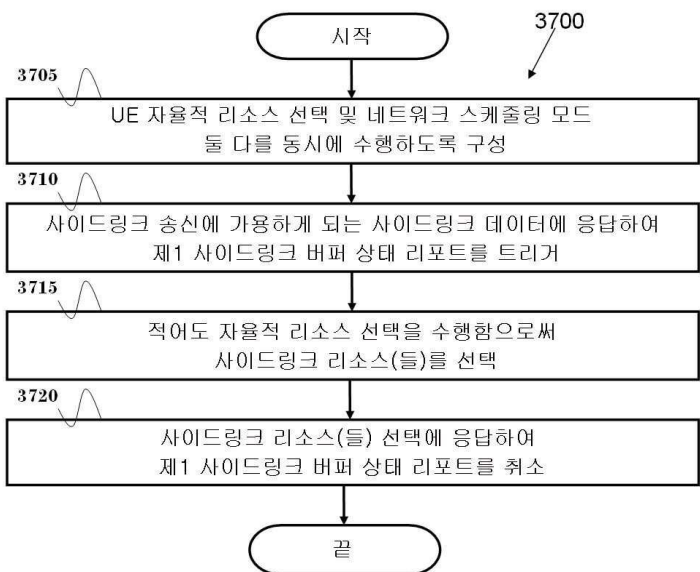 시작
3700
3705
UE 자율적 리소스 선택 및 네트워크 스케줄링 모드
둘 다를 동시에 수행하도록 구성
3710
사이드링크 송신에 가용하게 되는 사이드링크 데이터에 응답하여
제1 사이드링크 버퍼 상태 리포트를 트리거
3715
적어도 자율적 리소스 선택을 수행함으로써
사이드링크 리소스(들)를 선택
3720
사이드링크 리소스(들) 선택에 응답하여
제1 사이드링크 버퍼 상태 리포트를 취소
끝